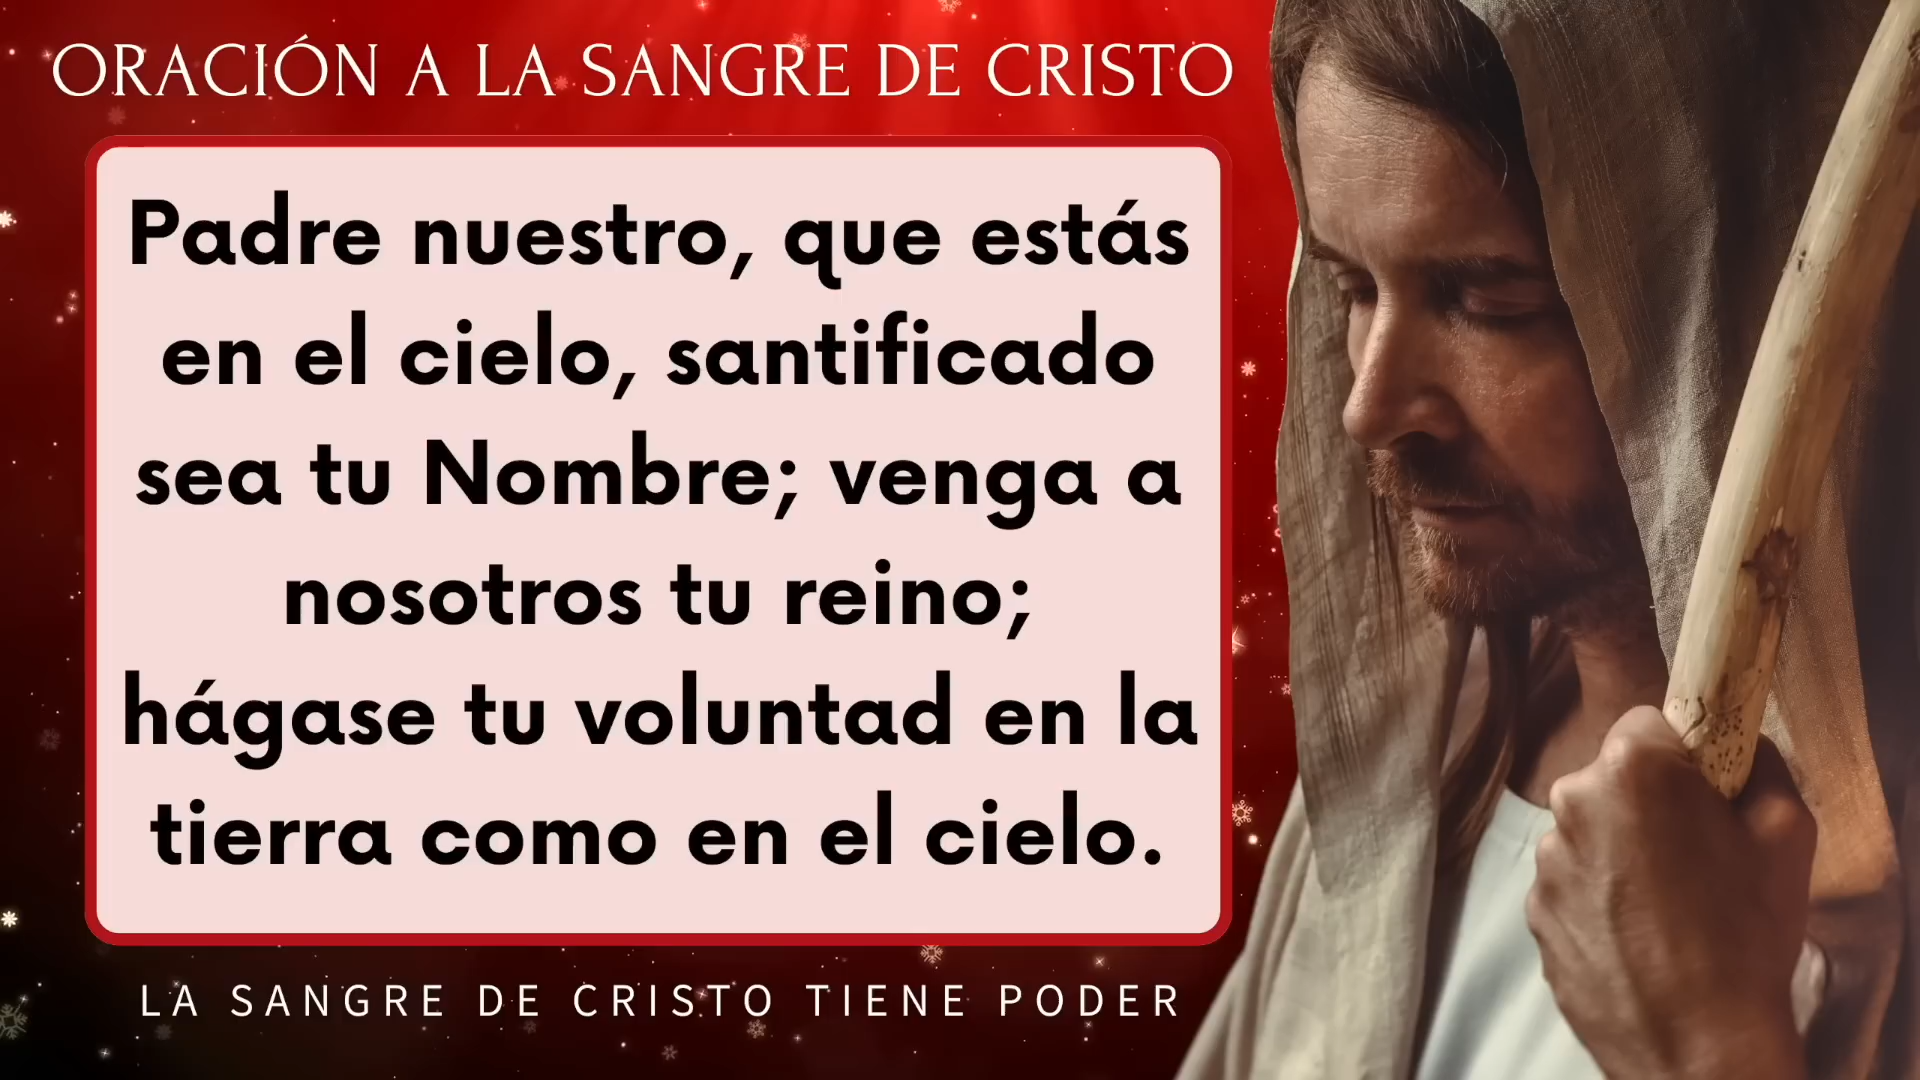 ORACIÓN A LA SANGRE DE CRISTO
Padre nuestro, que estás
en el cielo, santificado
sea tu Nombre; venga a
nosotros tu reino;
hágase tu voluntad en la
tierra como en el cielo.
LA SANGRE DE CRISTO TIENE PODER